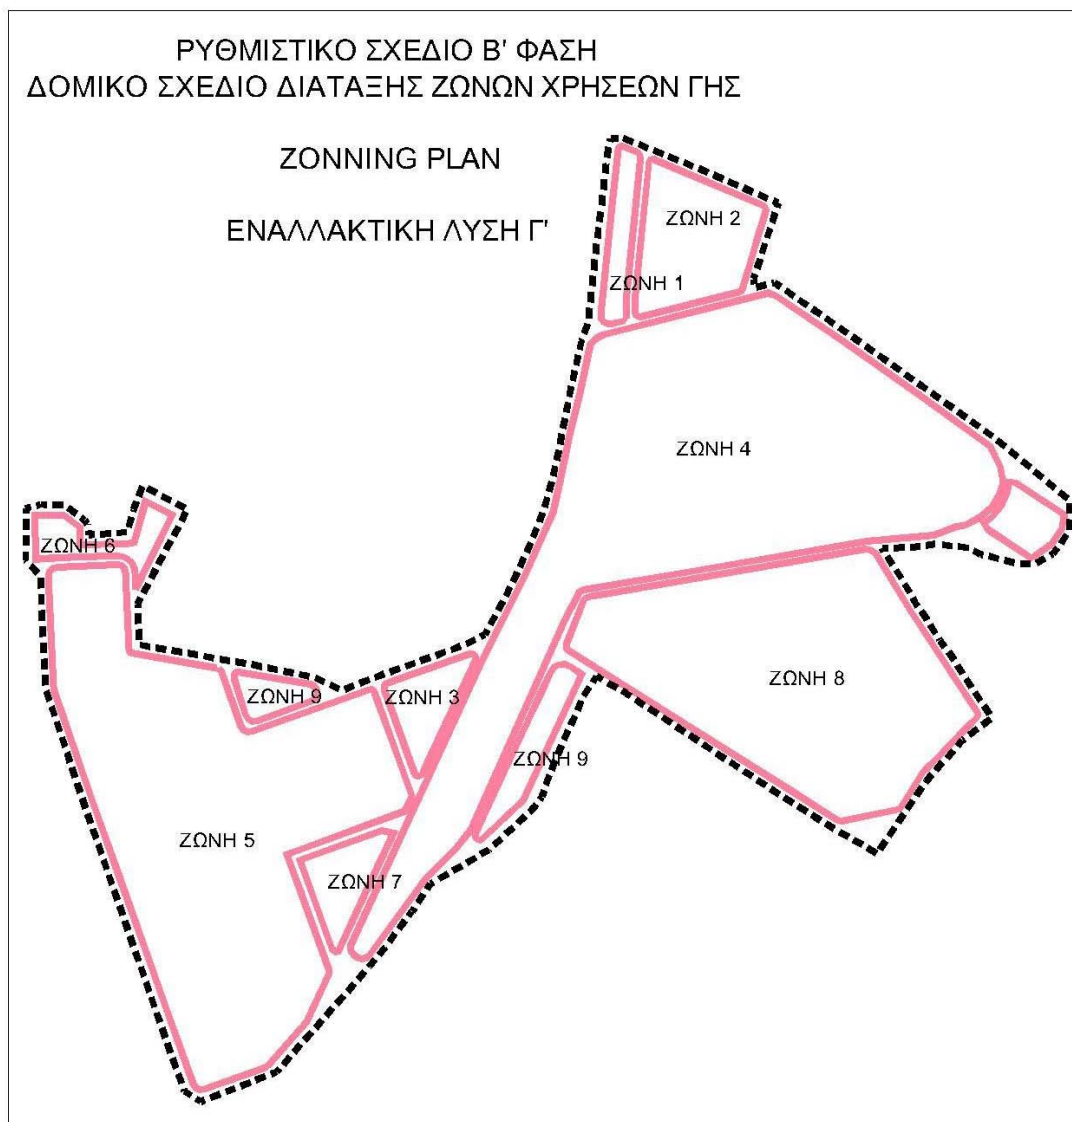 ΡΥΘΜΙΣΤΙΚΟ ΣΧΕΔΙΟ Β' ΦΑΣΗ
ΔΟΜΙΚΟ ΣΧΕΔΙΟ ΔΙΑΤΑΞΗΣ ΖΩΝΩΝ ΧΡΗΣΕΩΝ ΓΗΣ
ZONNING PLAN
ΕΝΑΛΛΑΚΤΙΚΗ ΛΥΣΗ Γ'
ΖΩΝΗ 2
ΖΩΝΗ 1
ΖΩΝΗ 4
ΖΩΝΗ 6
ΖΩΝΗ 8
ΖΩΝΗ 9
ΖΩΝΗ 3
ΖΩΝΗ 9
ΖΩΝΗ 5
ΖΩΝΗ 7